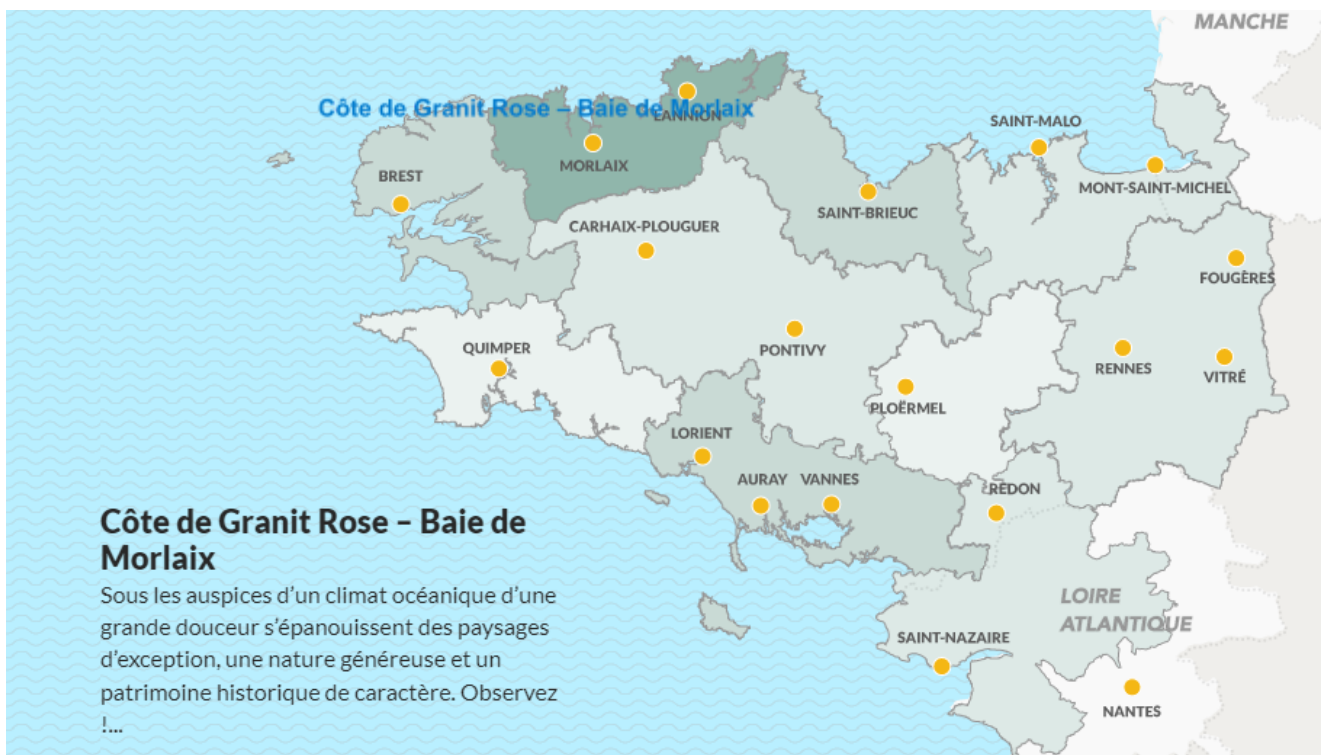 MANCHE
Côte de Granit Rose – Baie de Morlaix
LANNION
SAINT-MALO
MORLAIX
BREST
MONT-SAINT-MICHEL
SAINT-BRIEUC
CARHAIX-PLOUGUER
FOUGÈRES
QUIMPER
PONTIVY
RENNES
VITRÉ
PLOËRMEL
LORIENT
AURAY
VANNES
REDON
Côte de Granit Rose – Baie de
Morlaix
Sous les auspices d’un climat océanique d’une
grande douceur s’épanouissent des paysages
d’exception, une nature généreuse et un
patrimoine historique de caractère. Observez
!...
LOIRE
ATLANTIQUE
SAINT-NAZAIRE
NANTES